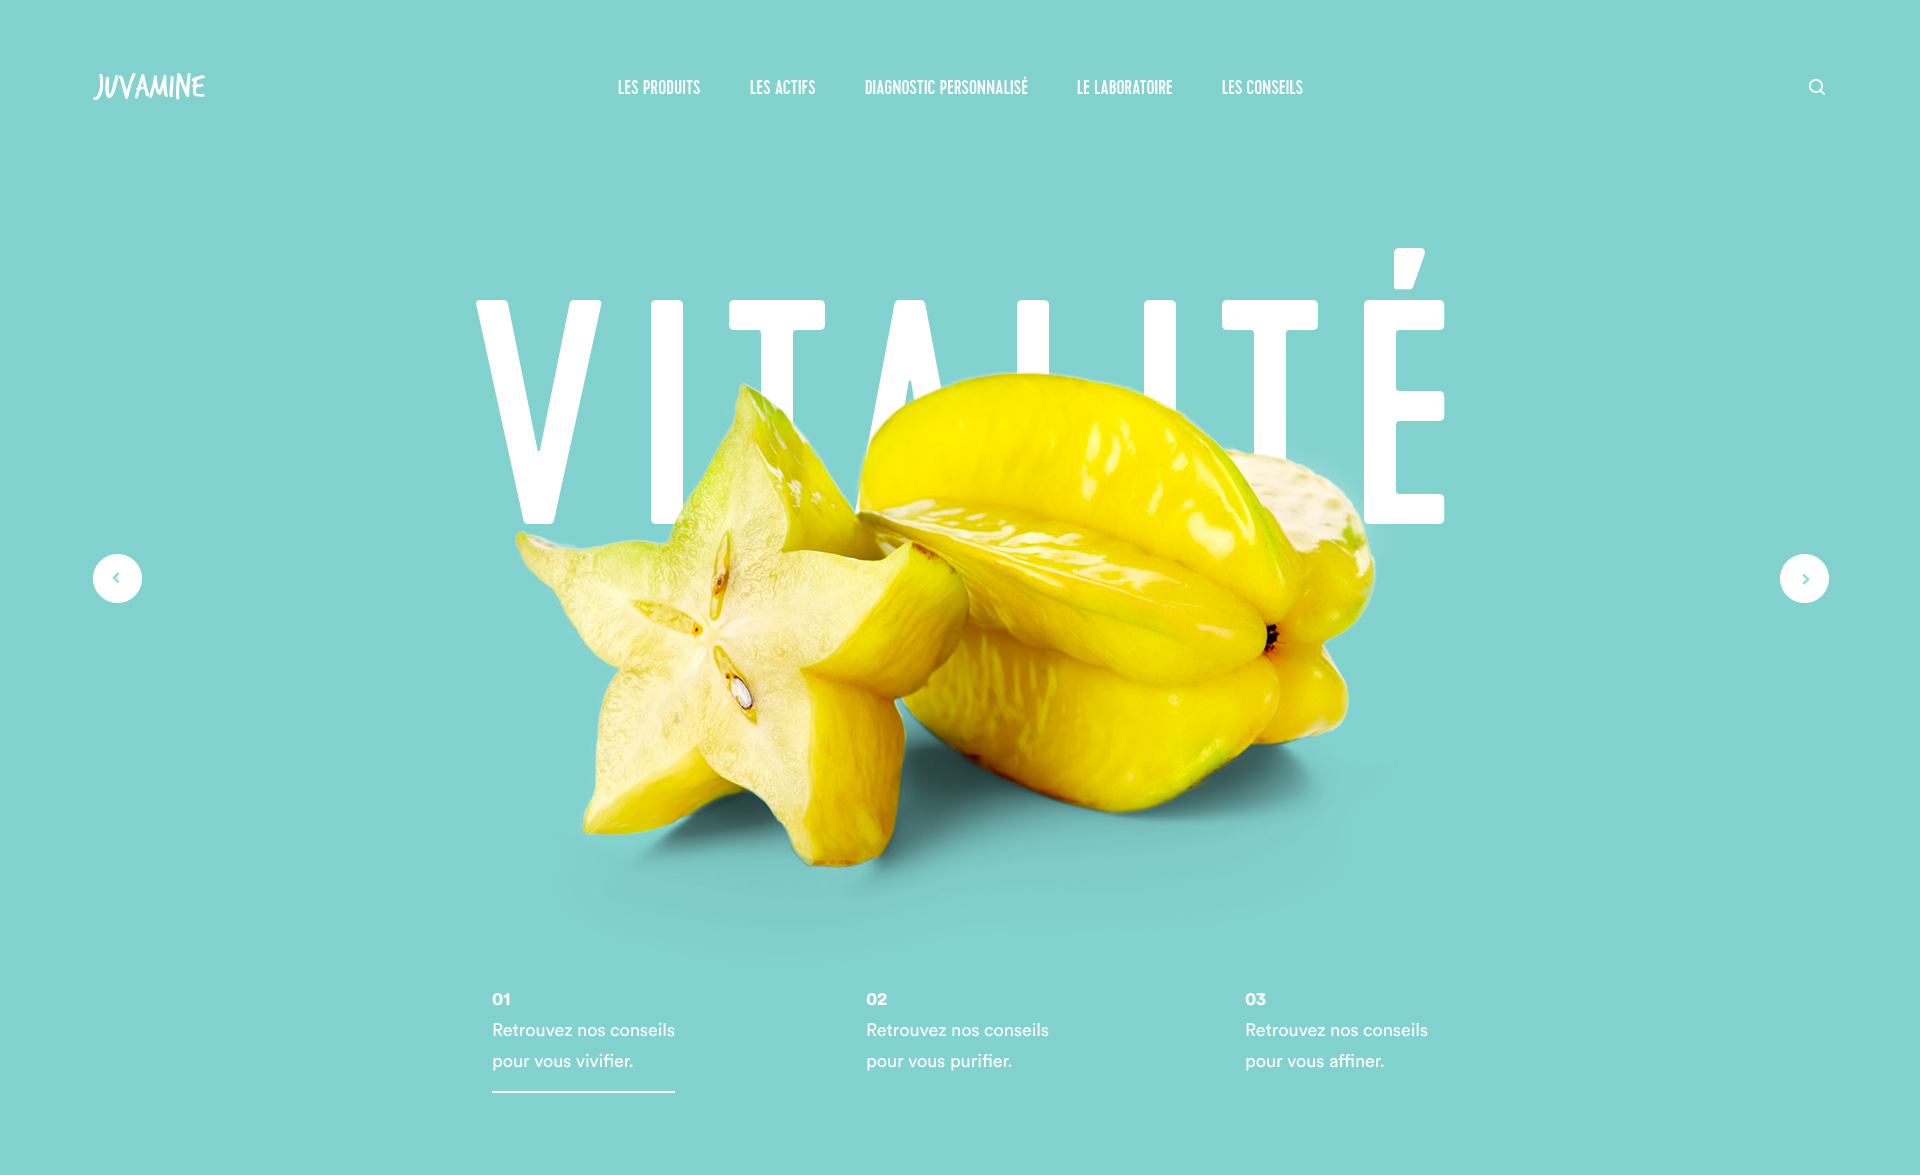 JUVAMINE
LES PRODUITS
LES ACTIFS
DIAGNOSTIC PERSONNALISÉ
LE LABORATOIRE
LES CONSEILS
VITALITÉ
01
Retrouvez nos conseils
pour vous vivifier.
02
Retrouvez nos conseils
pour vous purifier.
03
Retrouvez nos conseils
pour vous affiner.